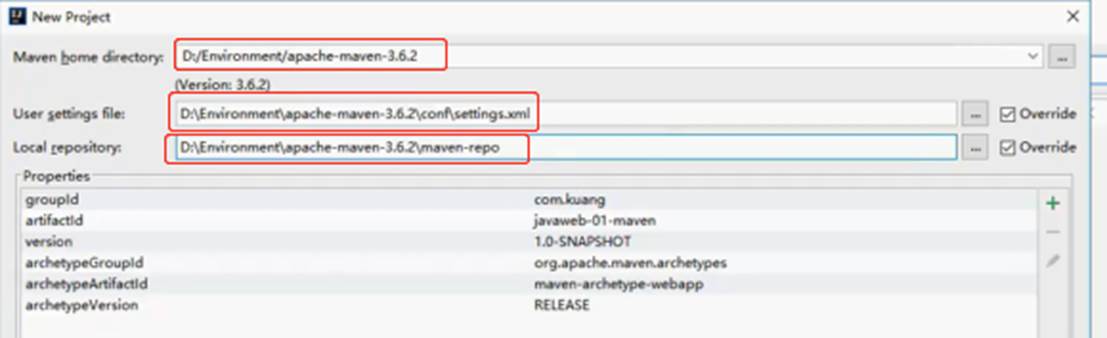 New Project
Maven home directory: D:/Environment/apache-maven-3.6.2
(Version: 3.6.2)
User settings file: D:\Environment\apache-maven-3.6.2\conf\settings.xml ... Override
Local repository: D:\Environment\apache-maven-3.6.2\maven-repo ... Override
Properties
groupId com.kuang
artifactId javaweb-01-maven
version 1.0-SNAPSHOT
archetypeGroupId org.apache.maven.archetypes
archetypeArtifactId maven-archetype-webapp
archetypeVersion RELEASE